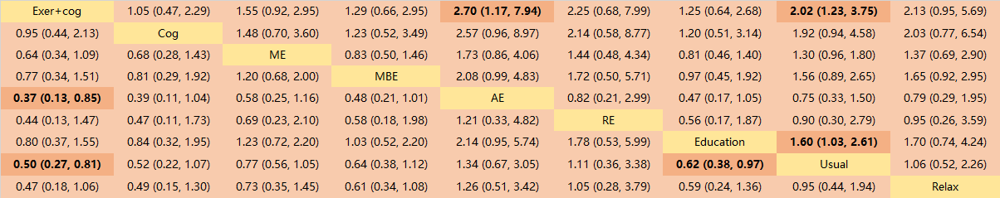 Exer+cog 1.05 (0.47, 2.29) 1.55 (0.92, 2.95) 1.29 (0.66, 2.95) 2.70 (1.17, 7.94) 2.25 (0.68, 7.99) 1.25 (0.64, 2.68) 2.02 (1.23, 3.75) 2.13 (0.95, 5.69)
0.95 (0.44, 2.13) Cog 1.48 (0.70, 3.60) 1.23 (0.52, 3.49) 2.57 (0.96, 8.97) 2.14 (0.58, 8.77) 1.20 (0.51, 3.14) 1.92 (0.94, 4.58) 2.03 (0.77, 6.54)
0.64 (0.34, 1.09) 0.68 (0.28, 1.43) ME 0.83 (0.50, 1.46) 1.73 (0.86, 4.06) 1.44 (0.48, 4.34) 0.81 (0.46, 1.40) 1.30 (0.96, 1.80) 1.37 (0.69, 2.90)
0.77 (0.34, 1.51) 0.81 (0.29, 1.92) 1.20 (0.68, 2.00) MBE 2.08 (0.99, 4.83) 1.72 (0.50, 5.71) 0.97 (0.45, 1.92) 1.56 (0.89, 2.65) 1.65 (0.92, 2.95)
0.37 (0.13, 0.85) 0.39 (0.11, 1.04) 0.58 (0.25, 1.16) 0.48 (0.21, 1.01) AE 0.82 (0.21, 2.99) 0.47 (0.17, 1.05) 0.75 (0.33, 1.50) 0.79 (0.29, 1.95)
0.44 (0.13, 1.47) 0.47 (0.11, 1.73) 0.69 (0.23, 2.10) 0.58 (0.18, 1.98) 1.21 (0.33, 4.82) RE 0.56 (0.17, 1.87) 0.90 (0.30, 2.79) 0.95 (0.26, 3.59)
0.80 (0.37, 1.55) 0.84 (0.32, 1.95) 1.23 (0.72, 2.20) 1.03 (0.52, 2.20) 2.14 (0.95, 5.74) 1.78 (0.53, 5.99) Education 1.60 (1.03, 2.61) 1.70 (0.74, 4.24)
0.50 (0.27, 0.81) 0.52 (0.22, 1.07) 0.77 (0.56, 1.05) 0.64 (0.38, 1.12) 1.34 (0.67, 3.05) 1.11 (0.36, 3.38) 0.62 (0.38, 0.97) Usual 1.06 (0.52, 2.26)
0.47 (0.18, 1.06) 0.49 (0.15, 1.30) 0.73 (0.35, 1.45) 0.61 (0.34, 1.08) 1.26 (0.51, 3.42) 1.05 (0.28, 3.79) 0.59 (0.24, 1.36) 0.95 (0.44, 1.94) Relax